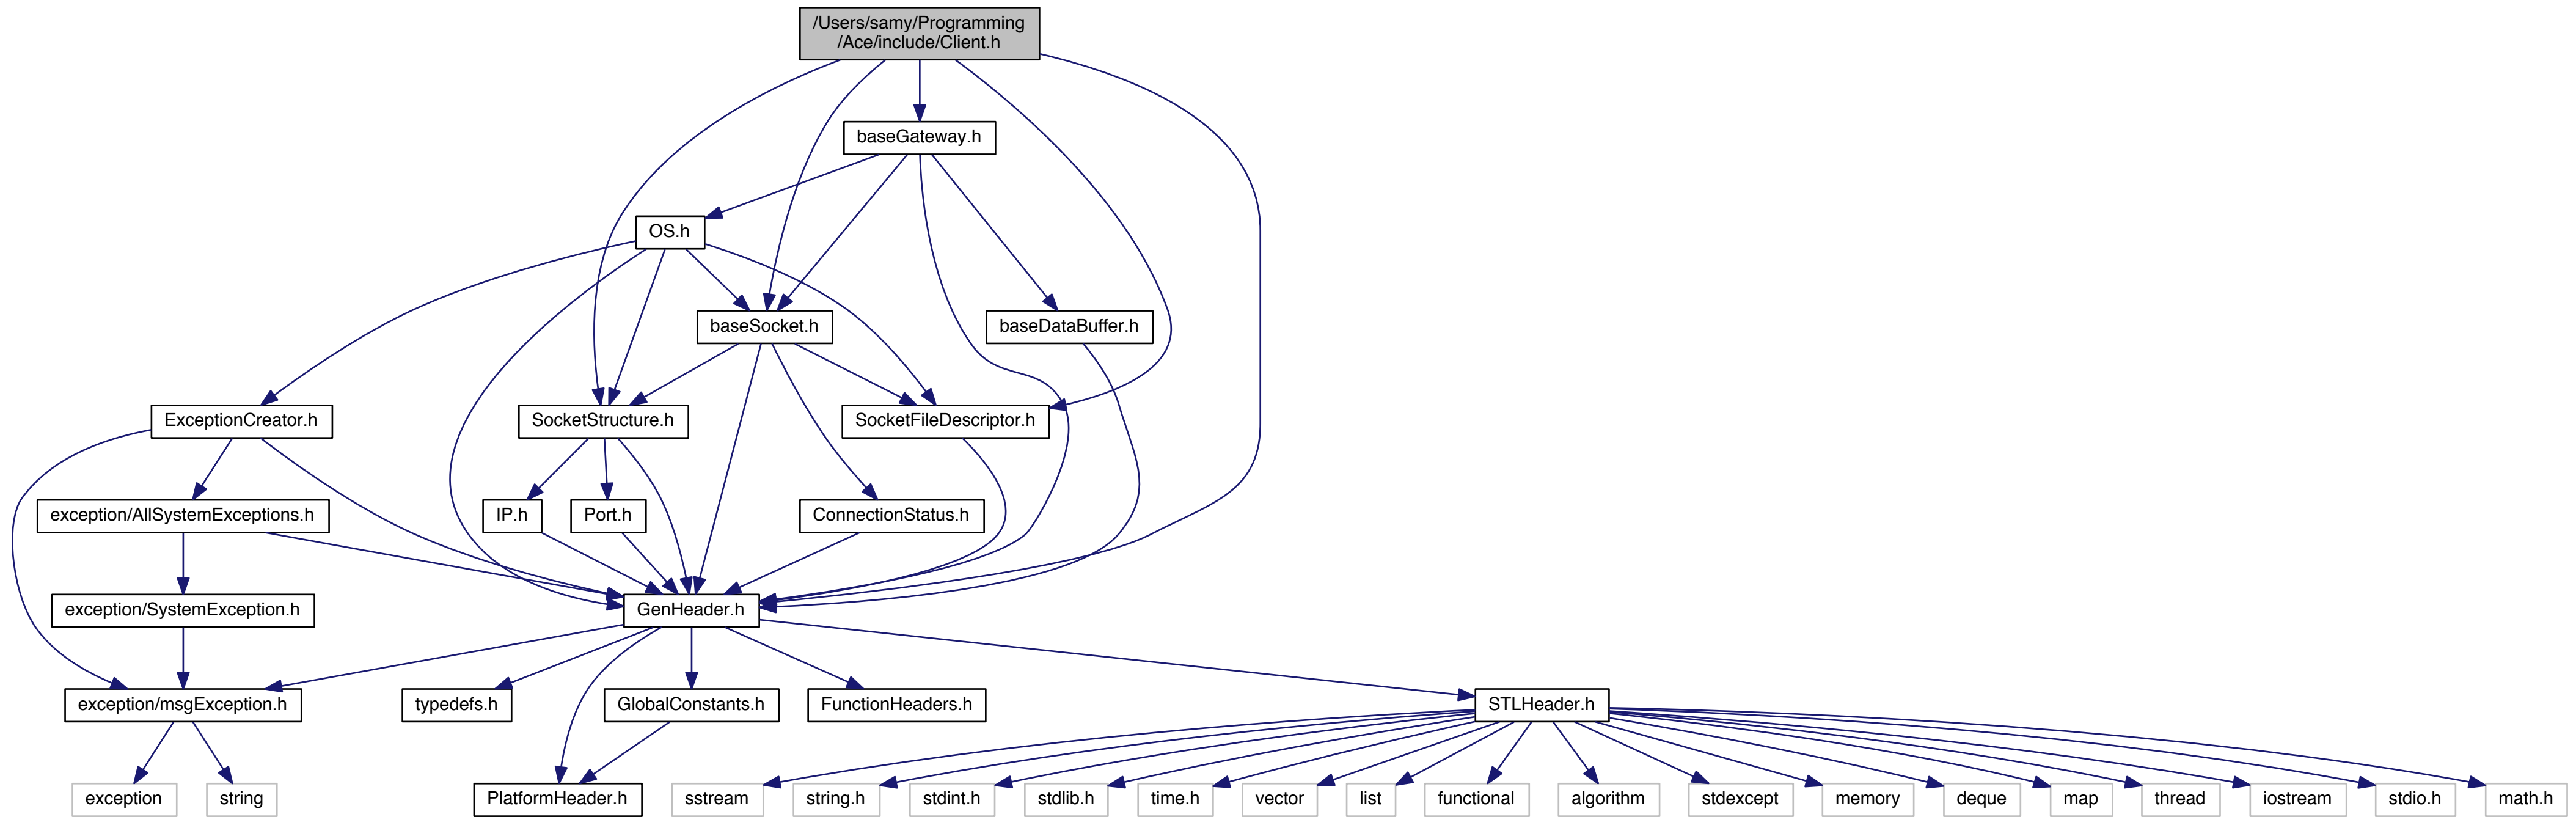 /Users/samy/Programming
/Ace/include/Client.h
baseGateway.h
OS.h
baseSocket.h
baseDataBuffer.h
ExceptionCreator.h
SocketStructure.h
SocketFileDescriptor.h
exception/AllSystemExceptions.h
IP.h
Port.h
ConnectionStatus.h
exception/SystemException.h
GenHeader.h
exception/msgException.h
typedefs.h
GlobalConstants.h
FunctionHeaders.h
STLHeader.h
exception
string
PlatformHeader.h
sstream
string.h
stdint.h
stdlib.h
time.h
vector
list
functional
algorithm
stdexcept
memory
deque
map
thread
iostream
stdio.h
math.h